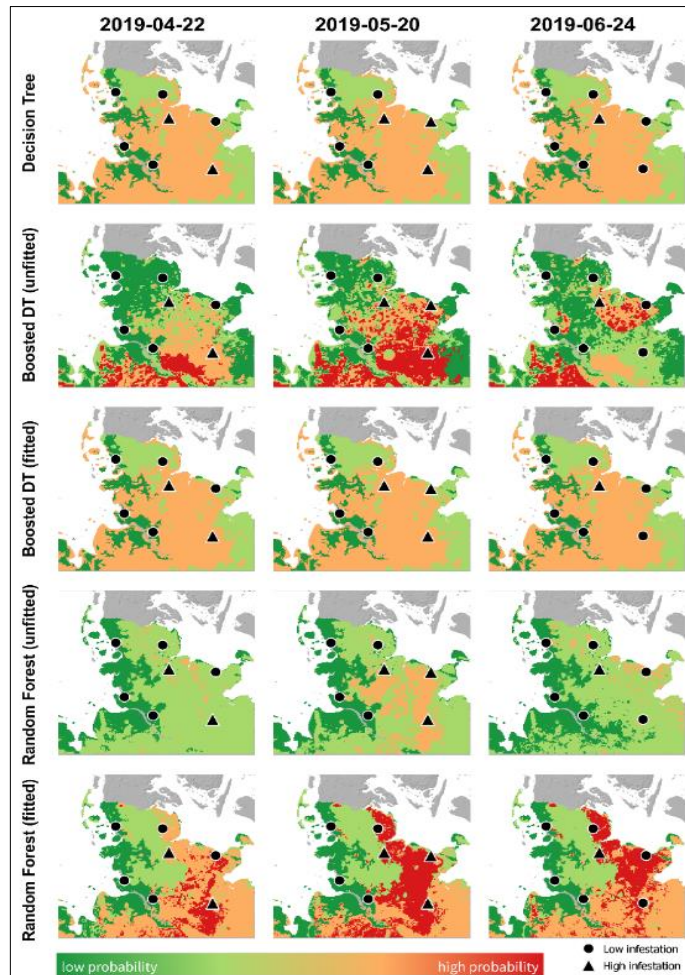 2019-04-22 2019-05-20 2019-06-24
Decision Tree
Boosted DT (unfitted)
Boosted DT (fitted)
Random Forest (unfitted)
Random Forest (fitted)
low probability high probability
Low infestation
High infestation